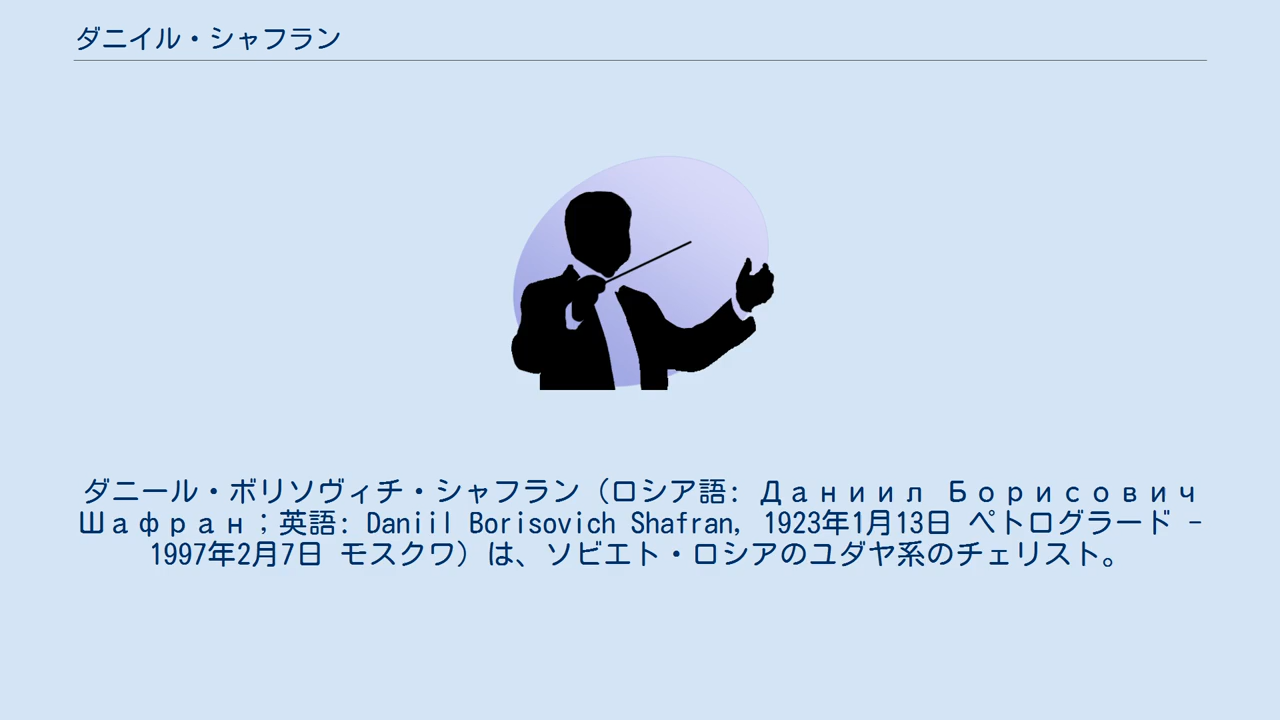 ダニイル・シャフラン
ダニール・ボリソヴィチ・シャフラン（ロシア語: Даниил Борисович
Шафран；英語: Daniil Borisovich Shafran, 1923年1月13日 ペトログラード -
1997年2月7日 モスクワ）は、ソビエト・ロシアのユダヤ系のチェリスト。